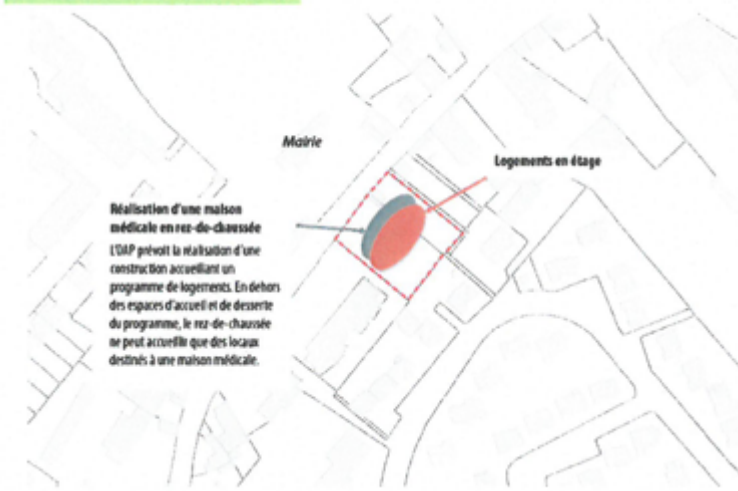 Mairie
Logements en étage
Réalisation d'une maison
médicale en rez-de-chaussée
L'OAP prévoit la réalisation d'une
construction accueillant un
programme de logements. En dehors
des espaces d'accueil et de desserte
du programme, le rez-de-chaussée
ne peut accueillir que des locaux
destinés à une maison médicale.